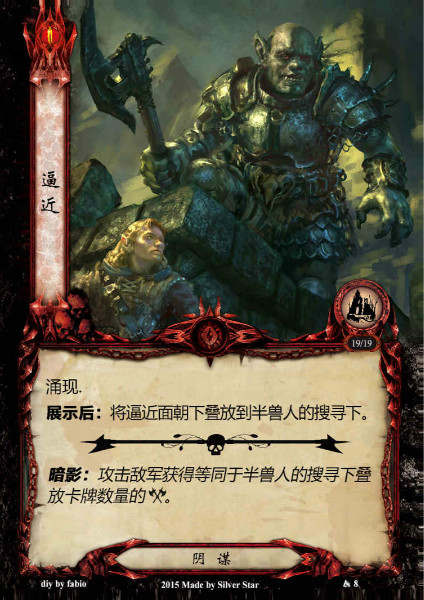 逼近
19/19
涌现.
展示后：将逼近面朝下叠放到半兽人的搜寻下。
暗影：攻击敌军获得等同于半兽人的搜寻下叠
放卡牌数量的。
阴谋
diy by fabio 2015 Made by Silver Star 8